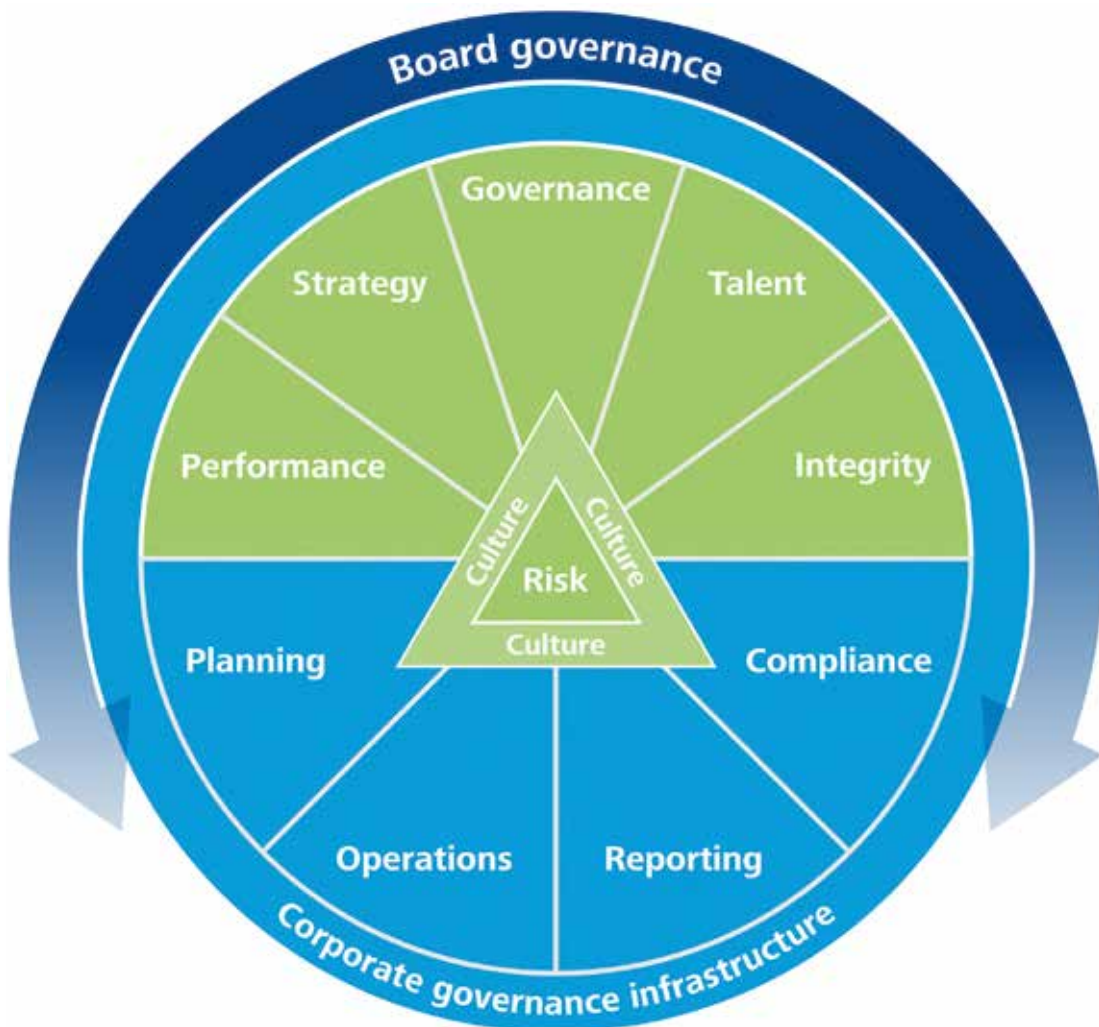 Board governance
Governance
Strategy
Talent
Performance
Integrity
Culture
Culture
Risk
Culture
Planning
Compliance
Operations
Reporting
Corporate governance infrastructure